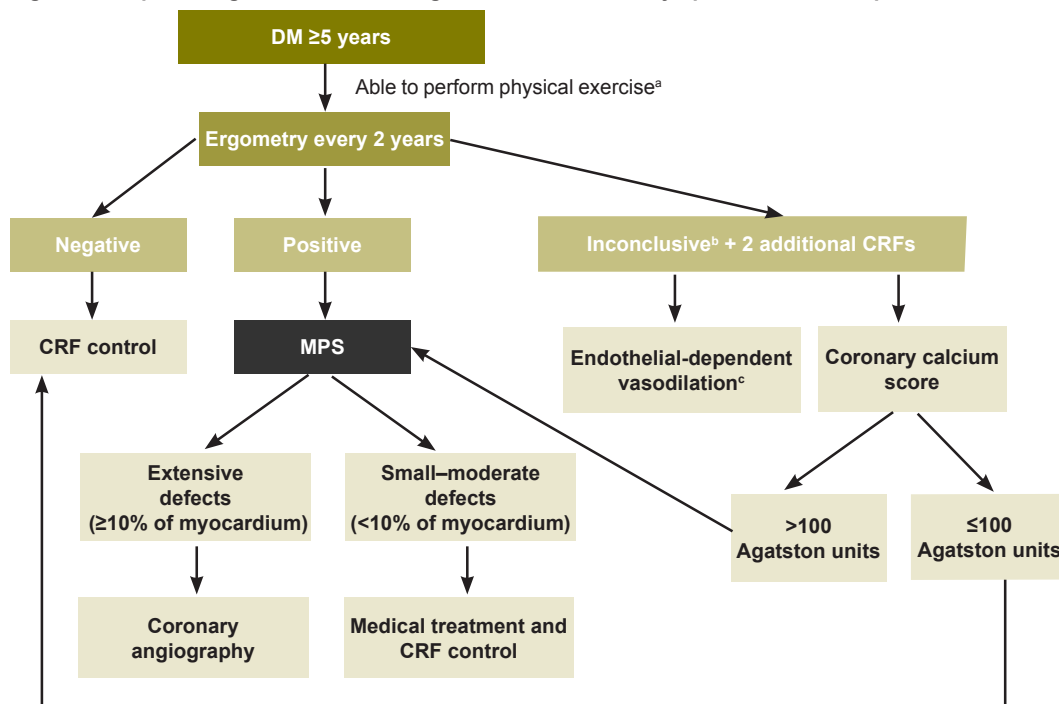 DM ≥5 years
Able to perform physical exerciseᵃ
Ergometry every 2 years
Negative
Positive
Inconclusiveᵇ + 2 additional CRFs
CRF control
MPS
Endothelial-dependent
vasodilationᶜ
Coronary calcium
score
Extensive
defects
(≥10% of myocardium)
Small–moderate
defects
(<10% of myocardium)
>100
Agatston units
≤100
Agatston units
Coronary
angiography
Medical treatment and
CRF control